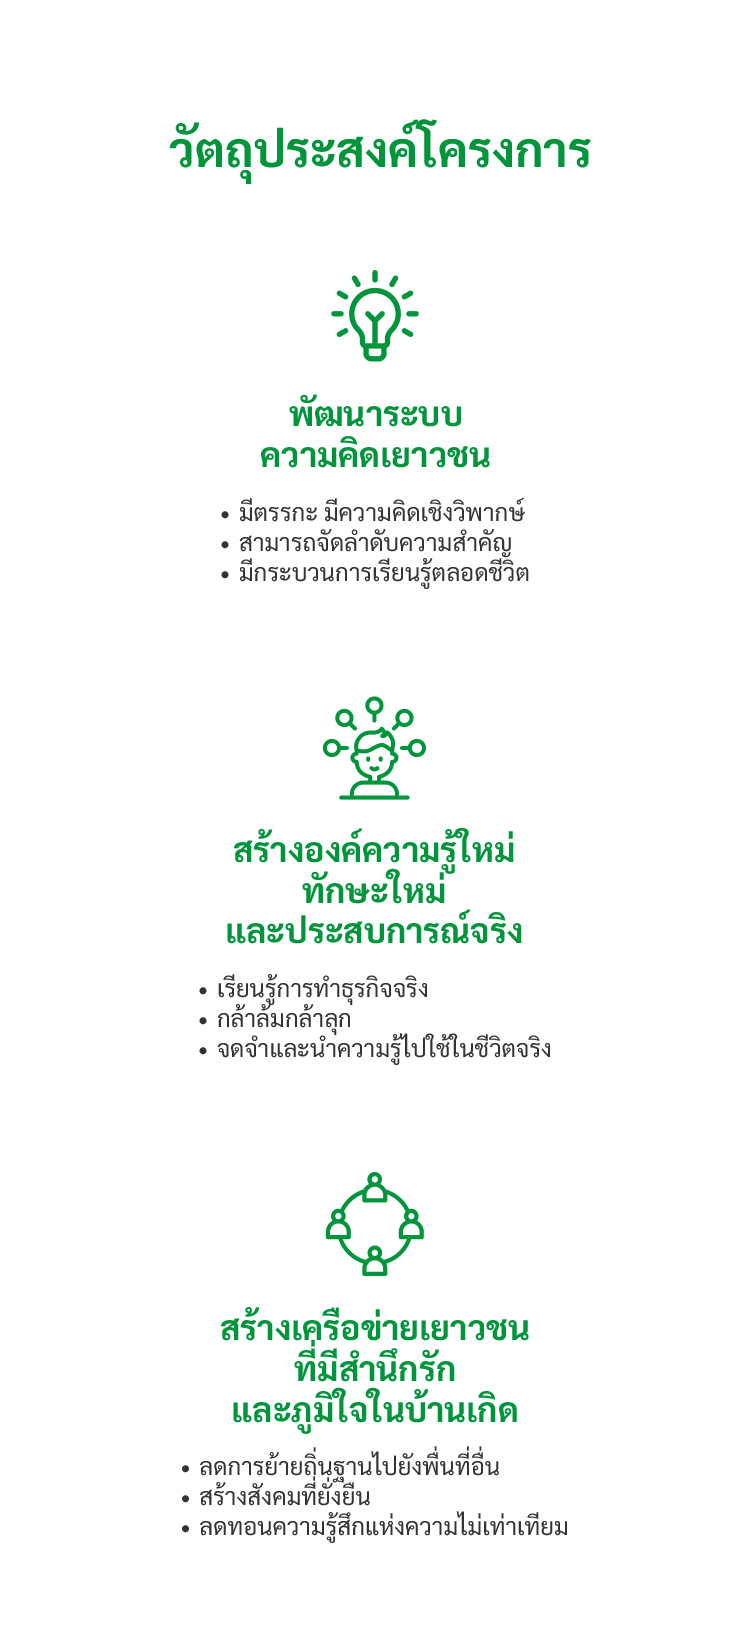 วัตถุประสงค์โครงการ
พัฒนาระบบ
ความคิดเยาวชน
• มีตรรกะ มีความคิดเชิงวิพากษ์
• สามารถจัดลำดับความสำคัญ
• มีกระบวนการเรียนรู้ตลอดชีวิต
สร้างองค์ความรู้ใหม่
ทักษะใหม่
และประสบการณ์จริง
• เรียนรู้การทำธุรกิจจริง
• กล้าล้มกล้าลุก
• จดจำและนำความรู้ไปใช้ในชีวิตจริง
สร้างเครือข่ายเยาวชน
ที่มีสำนึกรัก
และภูมิใจในบ้านเกิด
• ลดการย้ายถิ่นฐานไปยังพื่นที่อื่น
• สร้างสังคมที่ยั่งยืน
• ลดทอนความรู้สึกแห่งความไม่เท่าเทียม